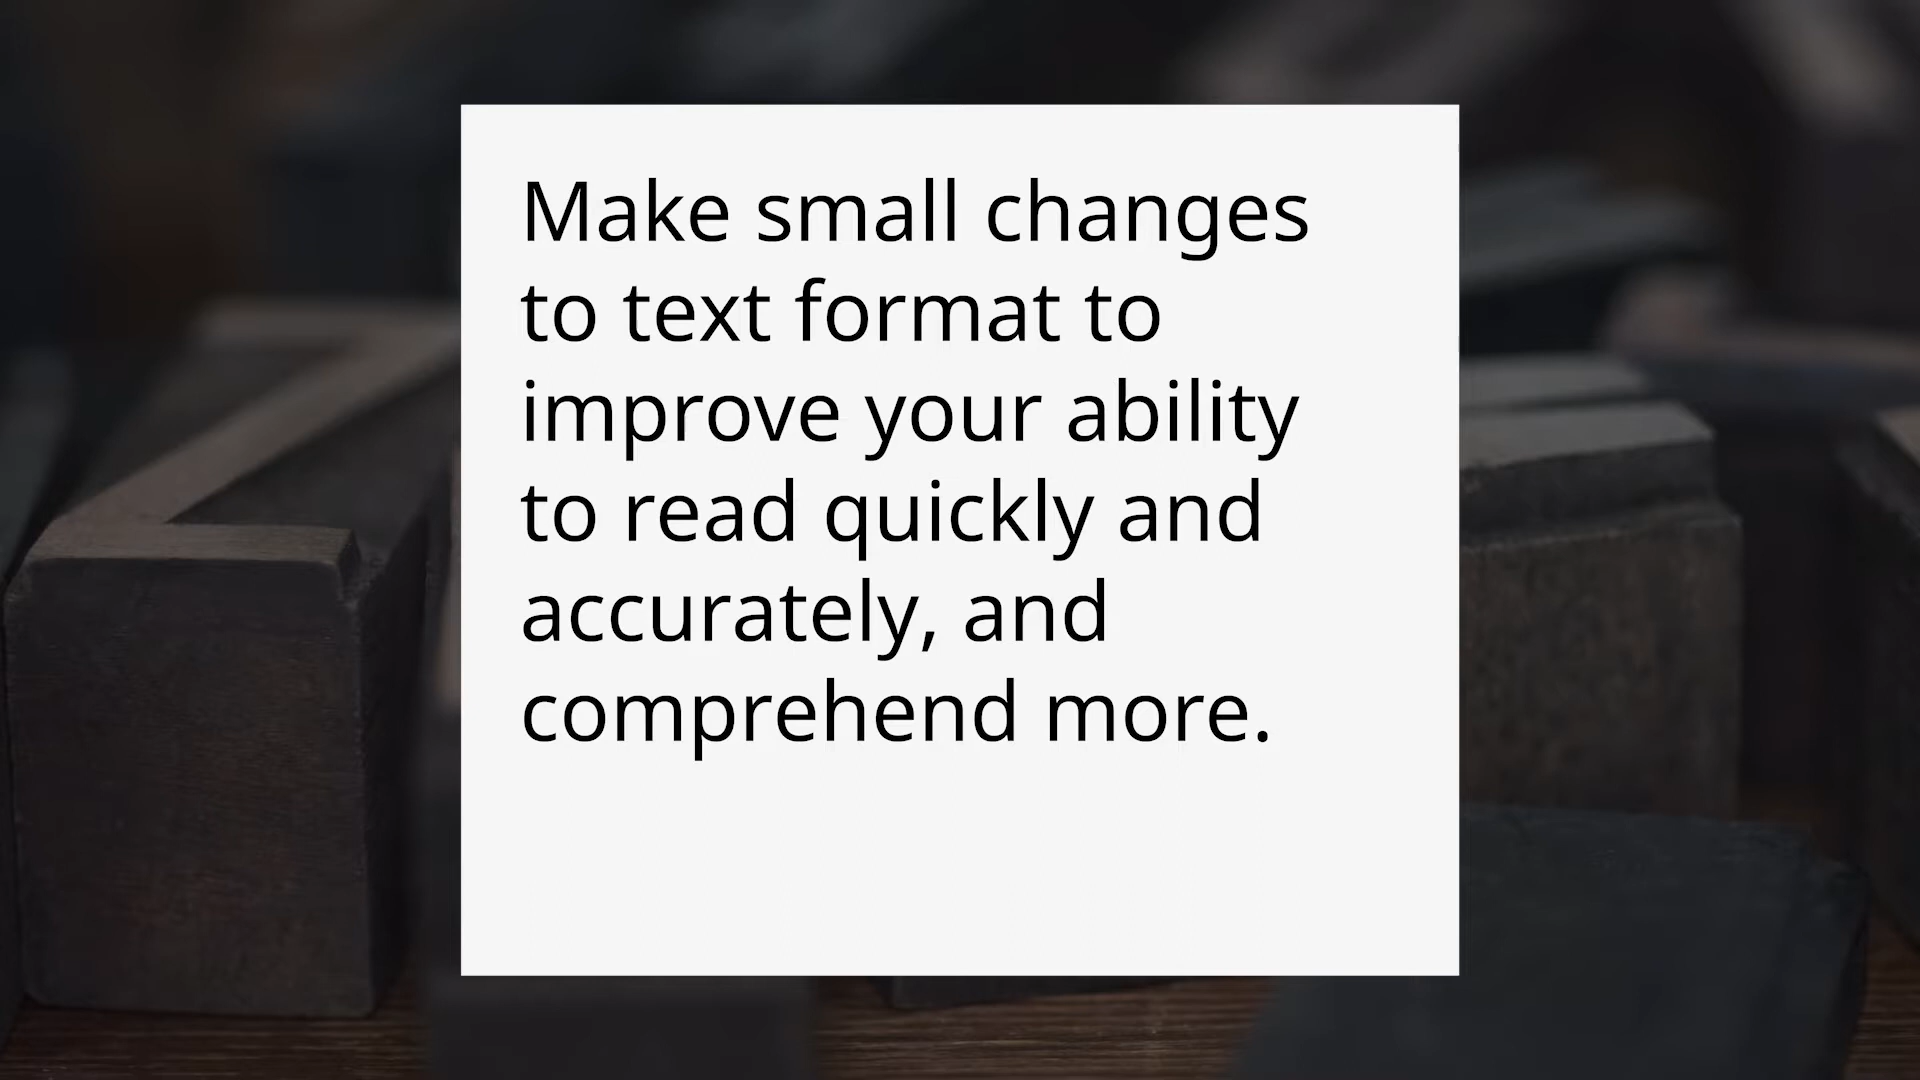 Make small changes
to text format to
improve your ability
to read quickly and
accurately, and
comprehend more.